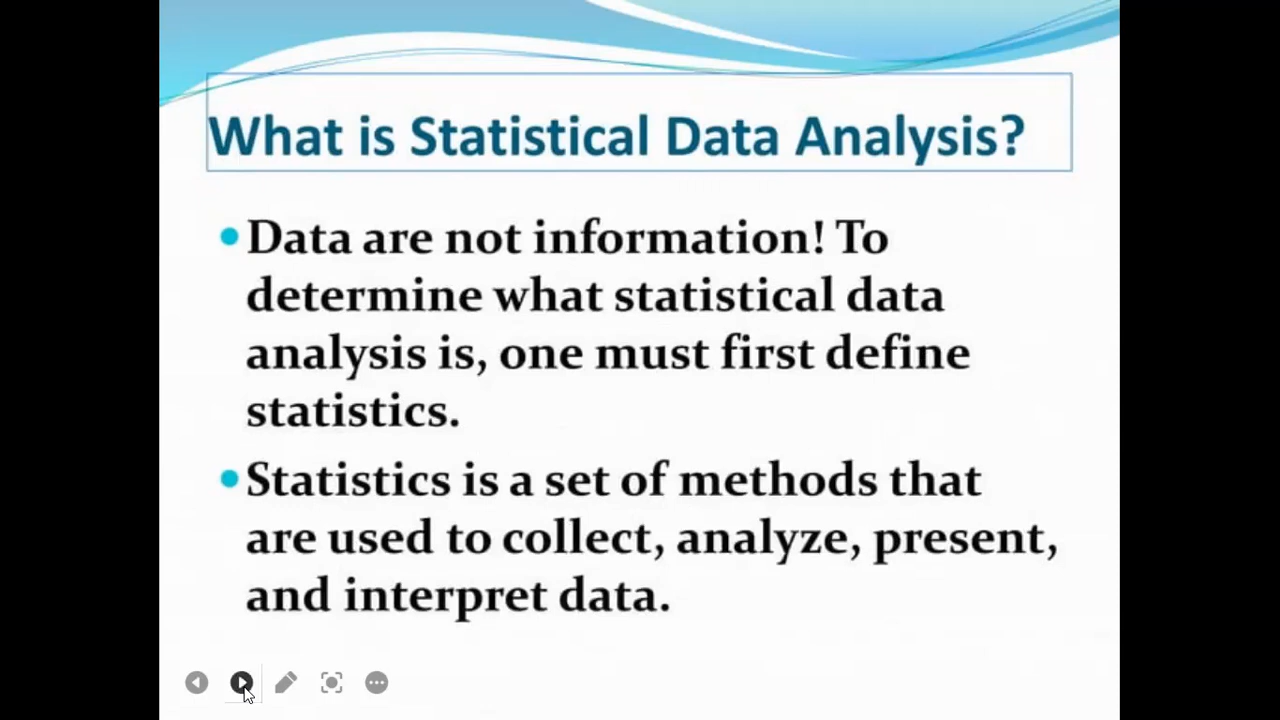 What is Statistical Data Analysis?
•Data are not information! To
determine what statistical data
analysis is, one must first define
statistics.
•Statistics is a set of methods that
are used to collect, analyze, present,
and interpret data.